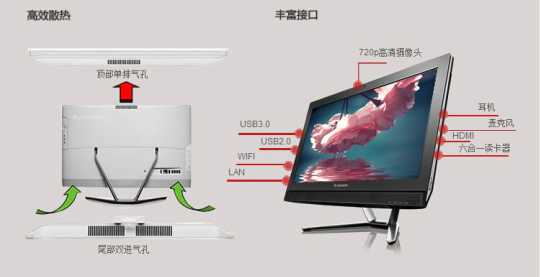 高效散热
丰富接口
顶部单排气孔
720p高清摄像头
USB3.0
USB2.0
WIFI
LAN
耳机
麦克风
HDMI
六合一读卡器
尾部双进气孔